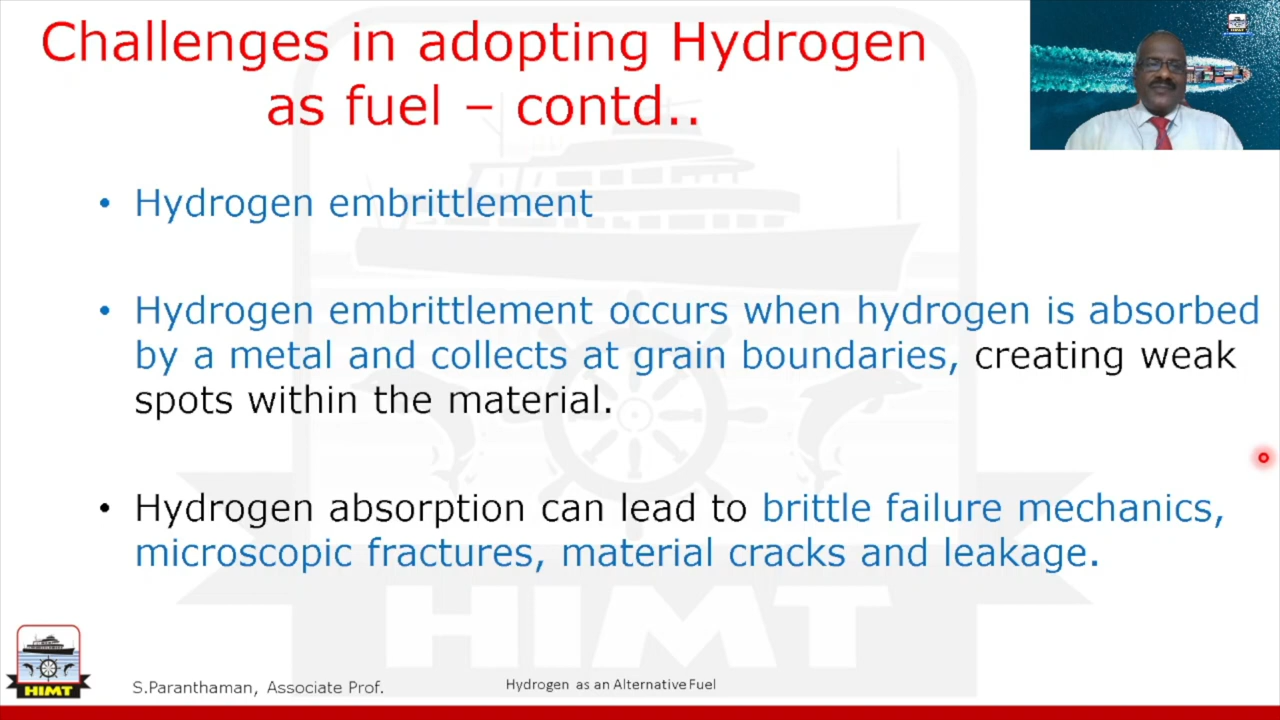 Challenges in adopting Hydrogen
as fuel – contd..
• Hydrogen embrittlement
• Hydrogen embrittlement occurs when hydrogen is absorbed
by a metal and collects at grain boundaries, creating weak
spots within the material.
• Hydrogen absorption can lead to brittle failure mechanics,
microscopic fractures, material cracks and leakage.
HIMT
HIMT
S.Paranthaman, Associate Prof.
Hydrogen as an Alternative Fuel
HIMT